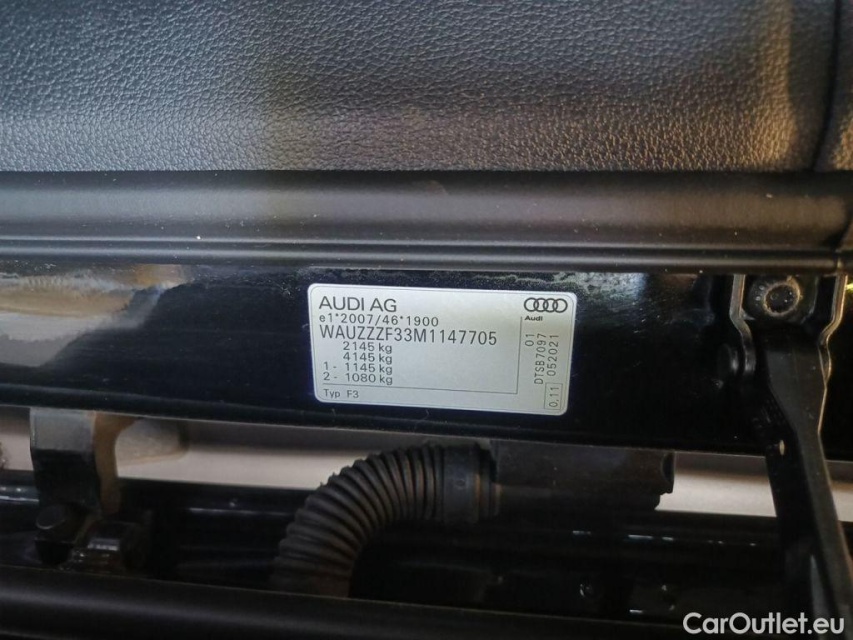 AUDI AG
Audi
e1*2007/46*1900
WAUZZZF33M1147705
2145 kg
4145 kg
1 - 1145 kg
2 - 1080 kg
Typ F3
01
DTSB7097
052021
0,11
CarOutlet.eu